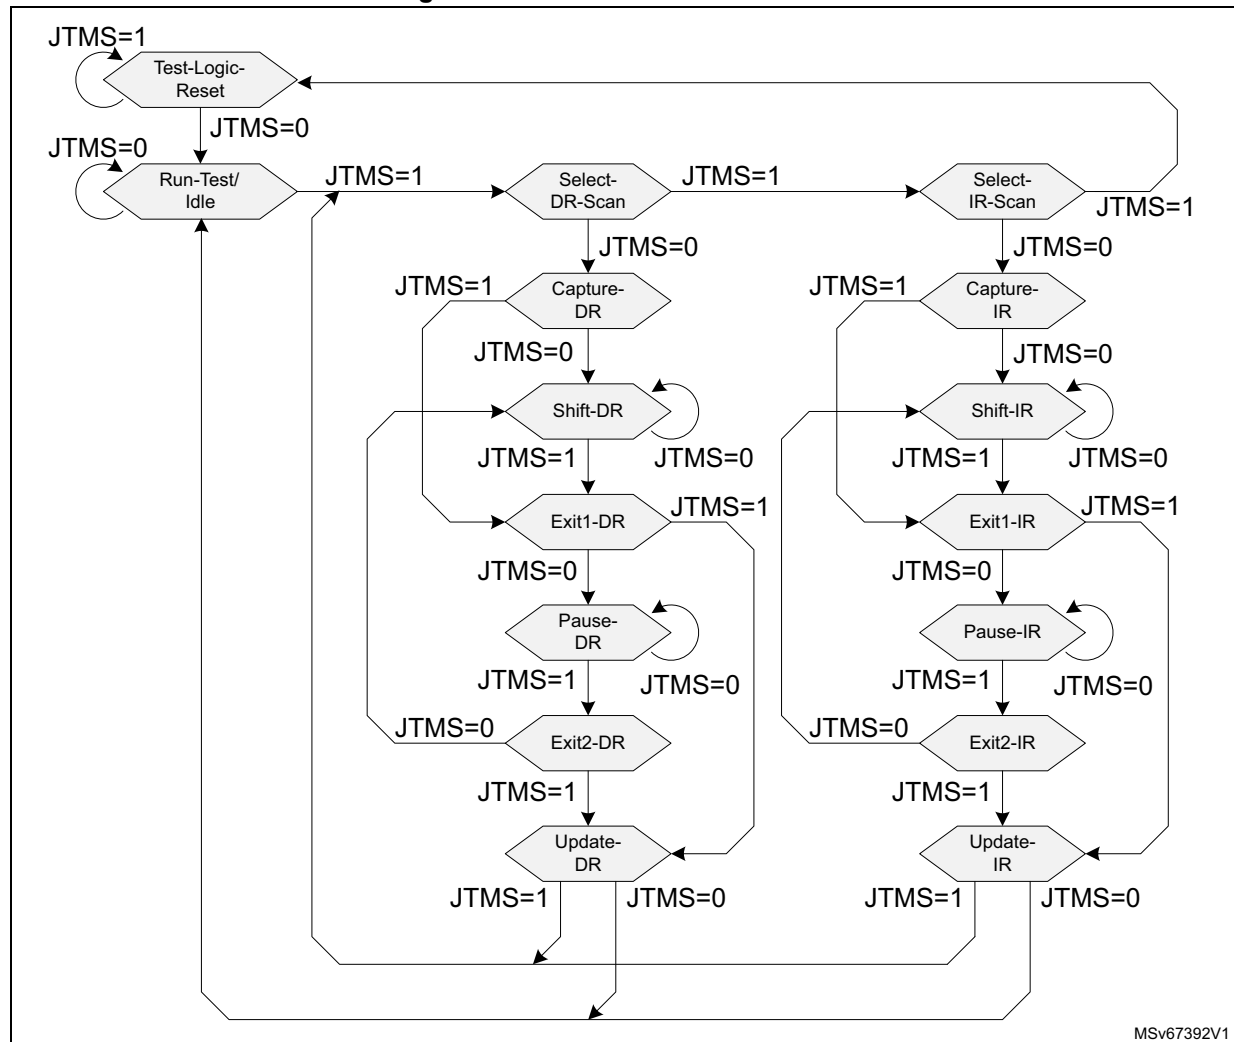 JTMS=1
Test-Logic-
Reset
JTMS=0
JTMS=0
Run-Test/
Idle
JTMS=1
Select-
DR-Scan
JTMS=1
Select-
IR-Scan
JTMS=1
JTMS=0
JTMS=0
JTMS=1
Capture-
DR
JTMS=1
Capture-
IR
JTMS=0
JTMS=0
Shift-DR
Shift-IR
JTMS=1
JTMS=0
JTMS=1
JTMS=0
Exit1-DR
JTMS=1
Exit1-IR
JTMS=1
JTMS=0
JTMS=0
Pause-
DR
Pause-IR
JTMS=1
JTMS=0
JTMS=1
JTMS=0
JTMS=0
Exit2-DR
JTMS=0
Exit2-IR
JTMS=1
JTMS=1
Update-
DR
Update-
IR
JTMS=1
JTMS=0
JTMS=1
JTMS=0
MSv67392V1